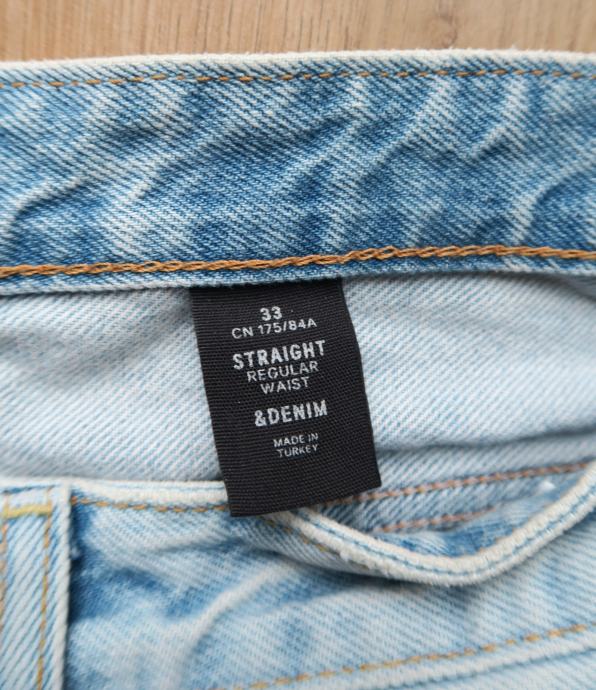 33
CN 175/84A
STRAIGHT
REGULAR
WAIST
&DENIM
MADE IN
TURKEY